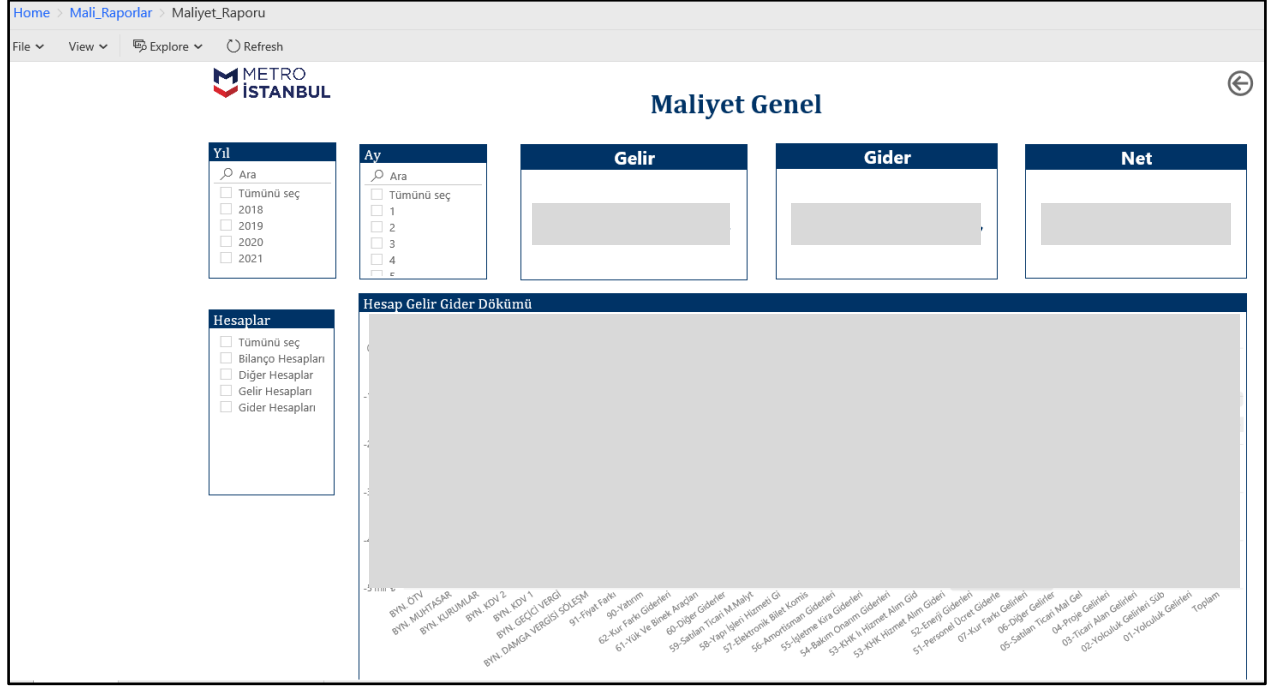 Home > Mali_Raporlar > Maliyet_Raporu
File View Explore Refresh
METRO
İSTANBUL
Maliyet Genel
Yıl
Ara
Tümünü seç
2018
2019
2020
2021
Ay
Ara
Tümünü seç
1
2
3
4
Gelir
Gider
Net
Hesaplar
Tümünü seç
Bilanço Hesapları
Diğer Hesaplar
Gelir Hesapları
Gider Hesapları
Hesap Gelir Gider Dökümü
BYN. ÖTV
BYN. MUHTASAR
BYN. KURUMLAR
BYN. KDV 2
BYN. KDV 1
BYN. GEÇİCİ VERGİ
BYN. DAMGA VERGİSİ SÖLEŞM
91-Fiyat Farkı
90-Yatırım
62-Kur Farkı Giderleri
61-Yük Ve Binek Araçları
60-Diğer Giderler
59-Satılan Ticari M.Malyt
58-Yapı İşleri Hizmeti Gi
57-Elektronik Bilet Komis
56-Amortisman Giderleri
55-İşletme Kira Giderleri
54-Bakım Onarım Giderleri
53-KHK lı Hizmet Alım Gid
53-KHK Hizmet Alım Gideri
52-Enerji Giderleri
51-Personel Ücret Giderle
07-Kur Farkı Gelirleri
06-Diğer Gelirler
05-Satılan Ticari Mal Gel
04-Proje Gelirleri
03-Ticari Alana Gelirleri
02-Yolculuk Gelirleri Süb
01-Yolculuk Gelirleri
Toplam